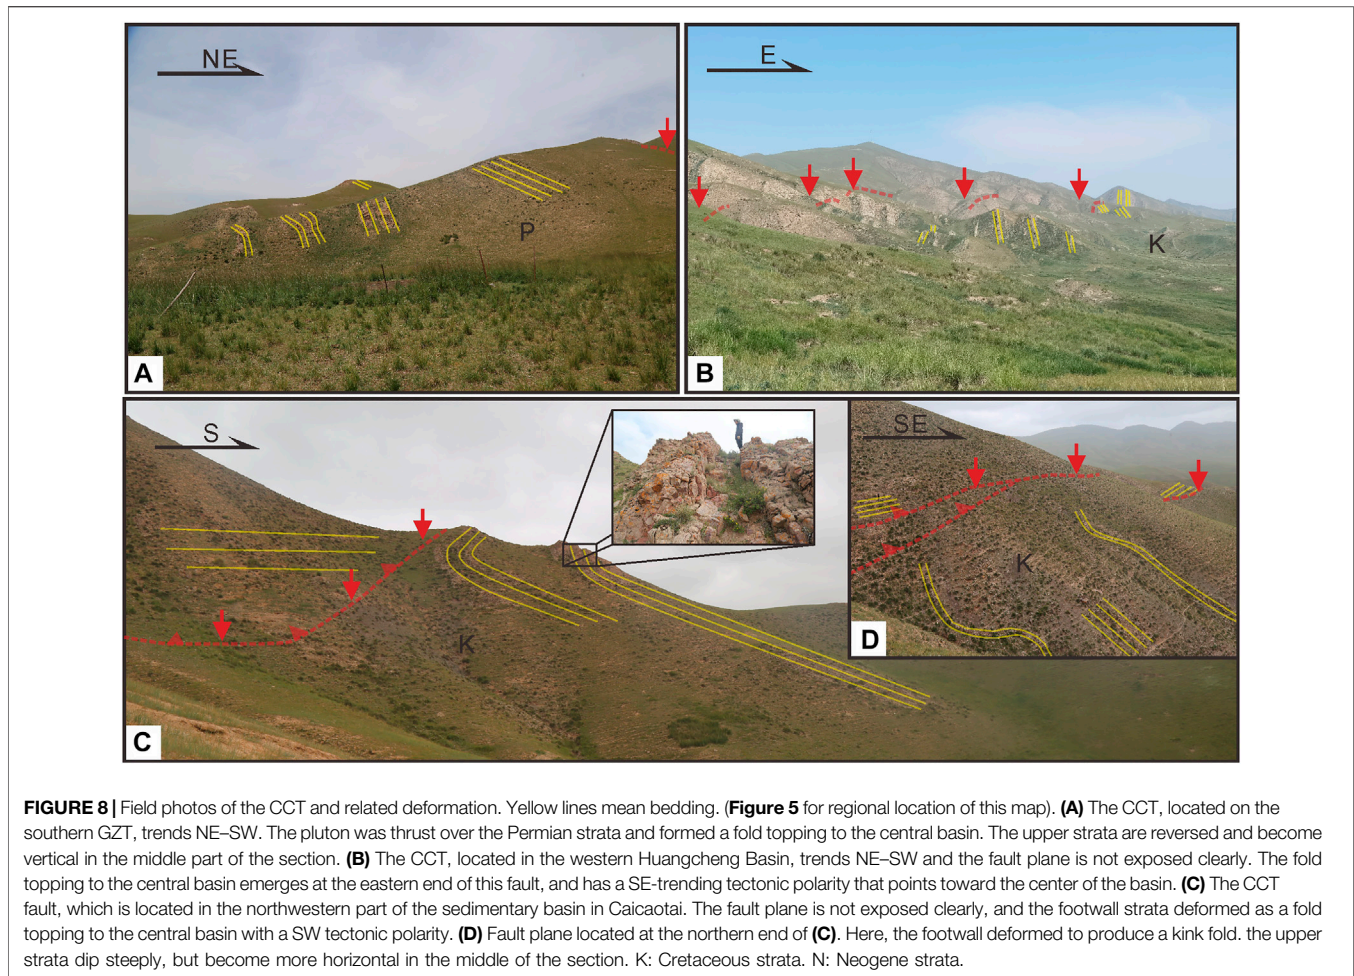 NE
P
A
E
K
B
S
K
C
SE
K
D
FIGURE 8 | Field photos of the CCT and related deformation. Yellow lines mean bedding. (Figure 5 for regional location of this map). (A) The CCT, located on the
southern GZT, trends NE–SW. The pluton was thrust over the Permian strata and formed a fold topping to the central basin. The upper strata are reversed and become
vertical in the middle part of the section. (B) The CCT, located in the western Huangcheng Basin, trends NE–SW and the fault plane is not exposed clearly. The fold
topping to the central basin emerges at the eastern end of this fault, and has a SE-trending tectonic polarity that points toward the center of the basin. (C) The CCT
fault, which is located in the northwestern part of the sedimentary basin in Caicaotai. The fault plane is not exposed clearly, and the footwall strata deformed as a fold
topping to the central basin with a SW tectonic polarity. (D) Fault plane located at the northern end of (C). Here, the footwall deformed to produce a kink fold. the upper
strata dip steeply, but become more horizontal in the middle of the section. K: Cretaceous strata. N: Neogene strata.